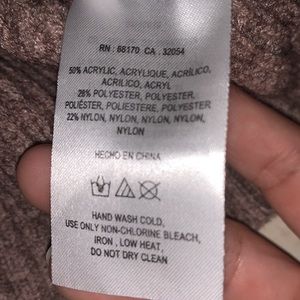 RN : 68170 CA : 32054
50% ACRYLIC, ACRYLIQUE, ACRÍLICO,
ACRILICO, ACRYL
28% POLYESTER, POLYESTER,
POLIÉSTER, POLIESTERE, POLYESTER
22% NYLON, NYLON, NYLON, NYLON,
NYLON
HECHO EN CHINA
HAND WASH COLD,
USE ONLY NON-CHLORINE BLEACH,
IRON , LOW HEAT,
DO NOT DRY CLEAN